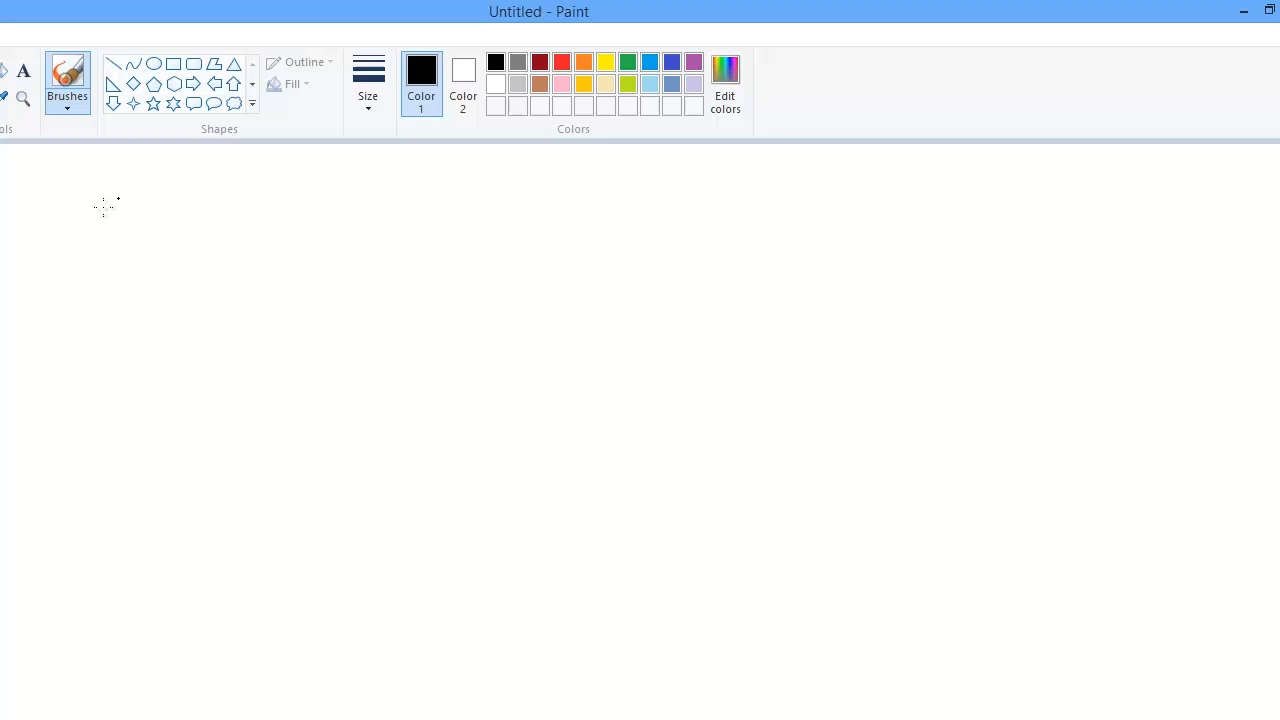 Untitled - Paint
A
Outline
Fill
Brushes
Size
Color
1
Color
2
Edit
colors
Shapes
Colors